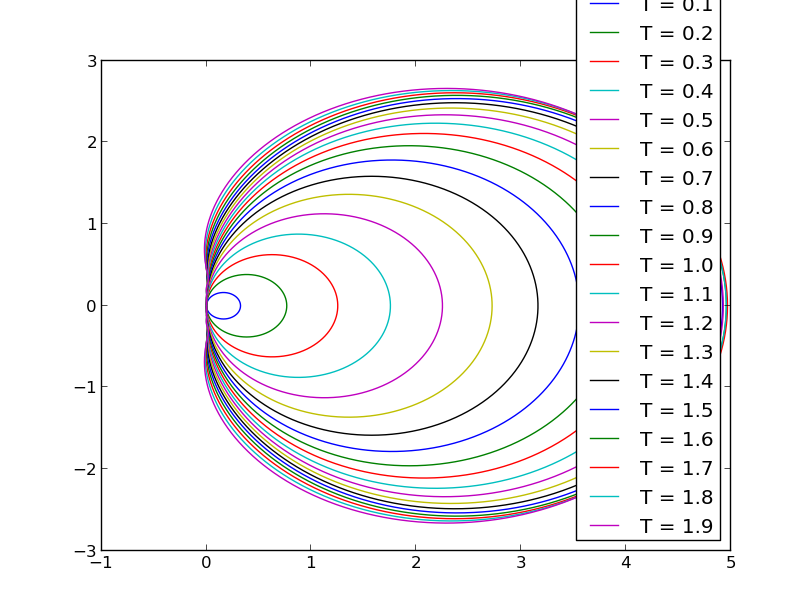 T = 0.1
T = 0.2
T = 0.3
T = 0.4
T = 0.5
T = 0.6
T = 0.7
T = 0.8
T = 0.9
T = 1.0
T = 1.1
T = 1.2
T = 1.3
T = 1.4
T = 1.5
T = 1.6
T = 1.7
T = 1.8
T = 1.9
3
2
1
0
−1
−2
−3
−1 0 1 2 3 4 5